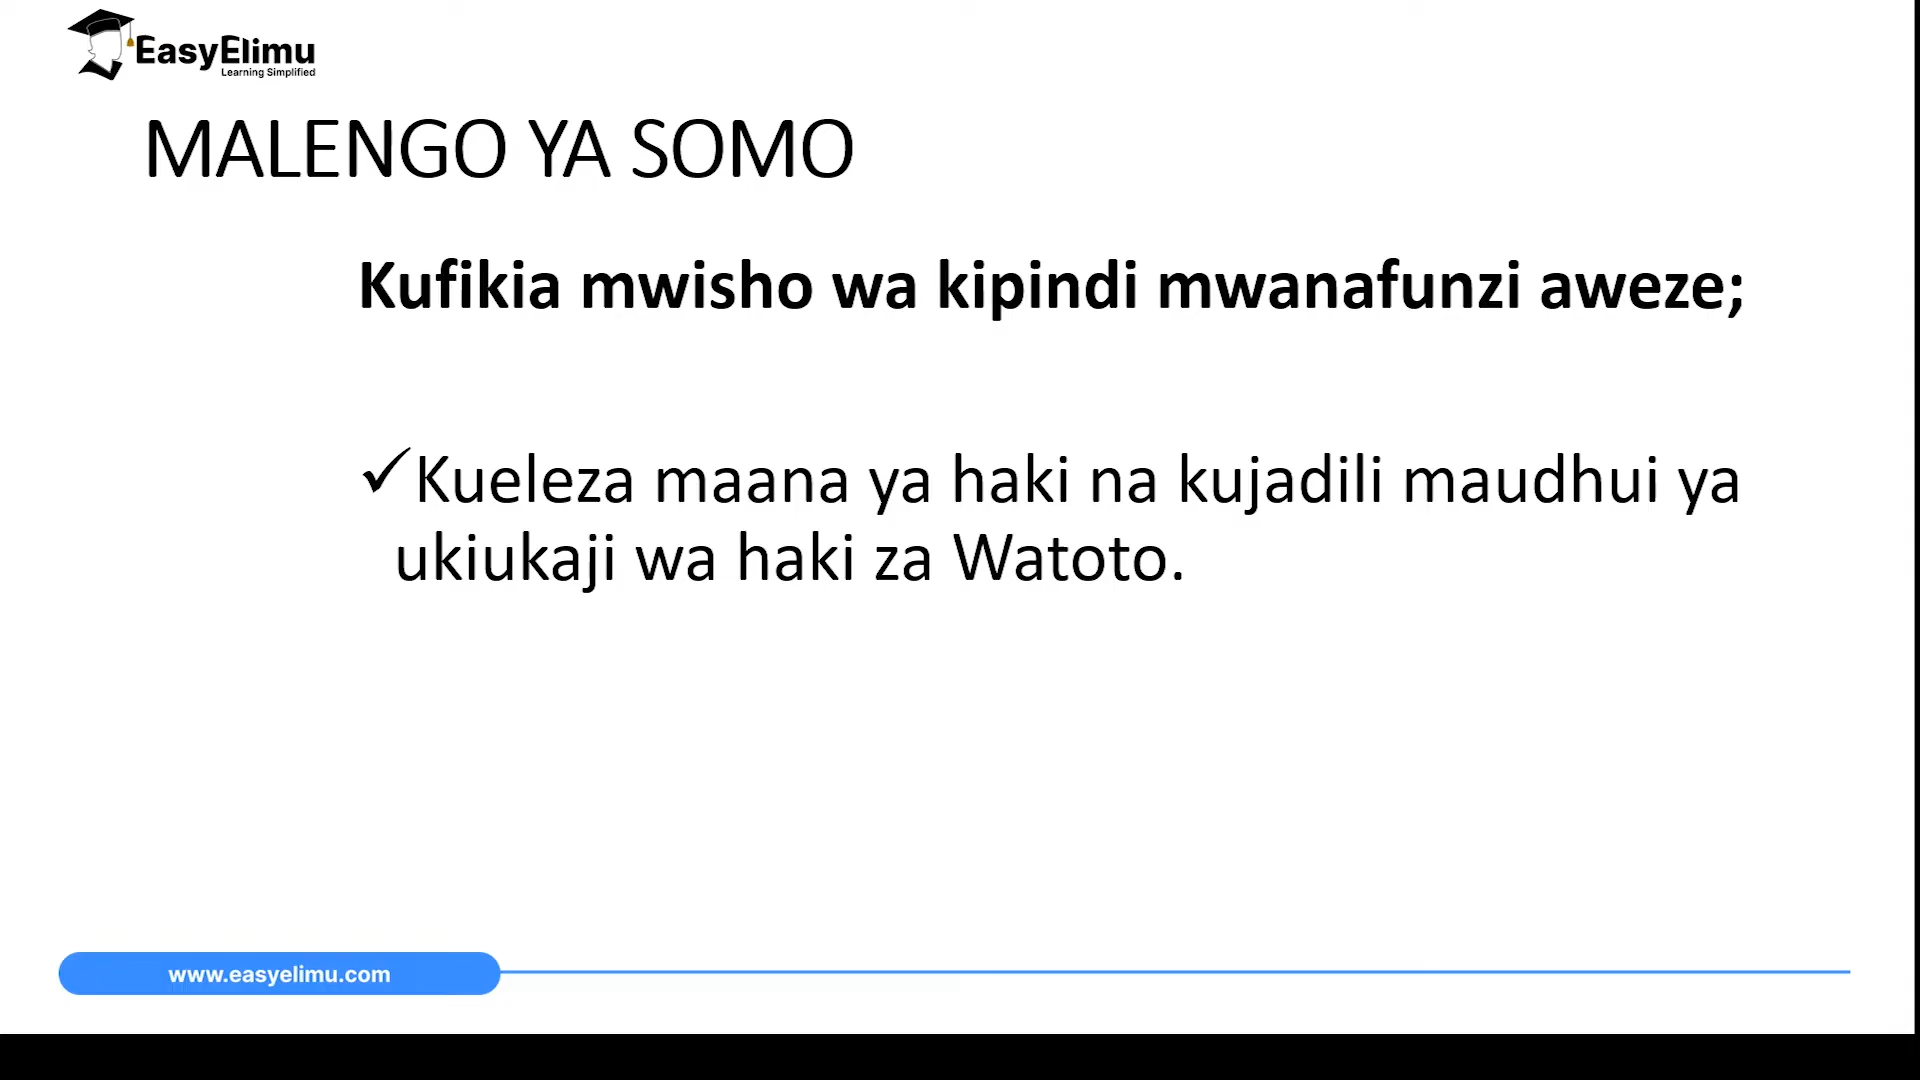 EasyElimu
Learning Simplified
MALENGO YA SOMO
Kufikia mwisho wa kipindi mwanafunzi aweze;
✓Kueleza maana ya haki na kujadili maudhui ya
ukiukaji wa haki za Watoto.
www.easyelimu.com